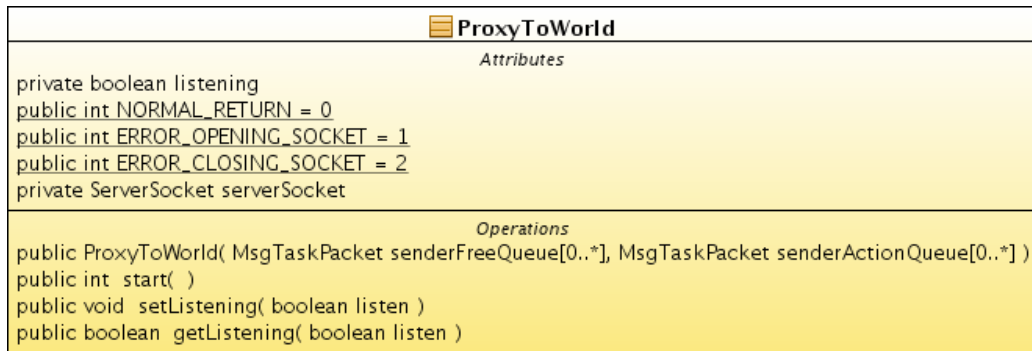 ProxyToWorld
Attributes
private boolean listening
public int NORMAL_RETURN = 0
public int ERROR_OPENING_SOCKET = 1
public int ERROR_CLOSING_SOCKET = 2
private ServerSocket serverSocket
Operations
public ProxyToWorld( MsgTaskPacket senderFreeQueue[0..*], MsgTaskPacket senderActionQueue[0..*] )
public int start( )
public void setListening( boolean listen )
public boolean getListening( boolean listen )